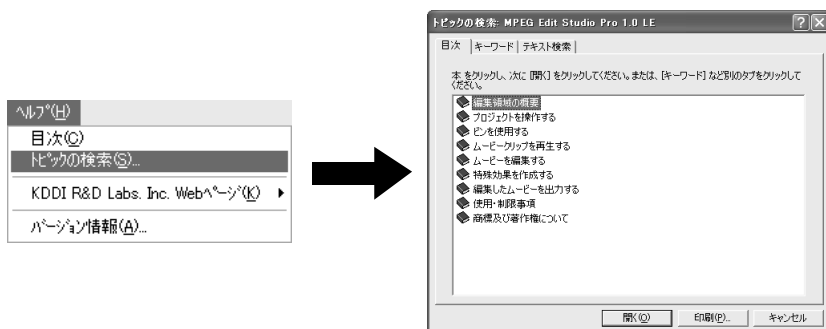 ヘルプ(H)
目次(C)
トピックの検索(S)...
KDDI R&D Labs. Inc. Webページ(K)
バージョン情報(A)...
トピックの検索: MPEG Edit Studio Pro 1.0 LE
目次 キーワード テキスト検索
本 をクリックし、次に [開く] をクリックしてください。または、[キーワード] など別のタブをクリックして
ください。
編集領域の概要
プロジェクトを操作する
ビンを使用する
ムービークリップを再生する
ムービーを編集する
特殊効果を作成する
編集したムービーを出力する
使用・制限事項
商標及び著作権について
開く(O) 印刷(P)... キャンセル